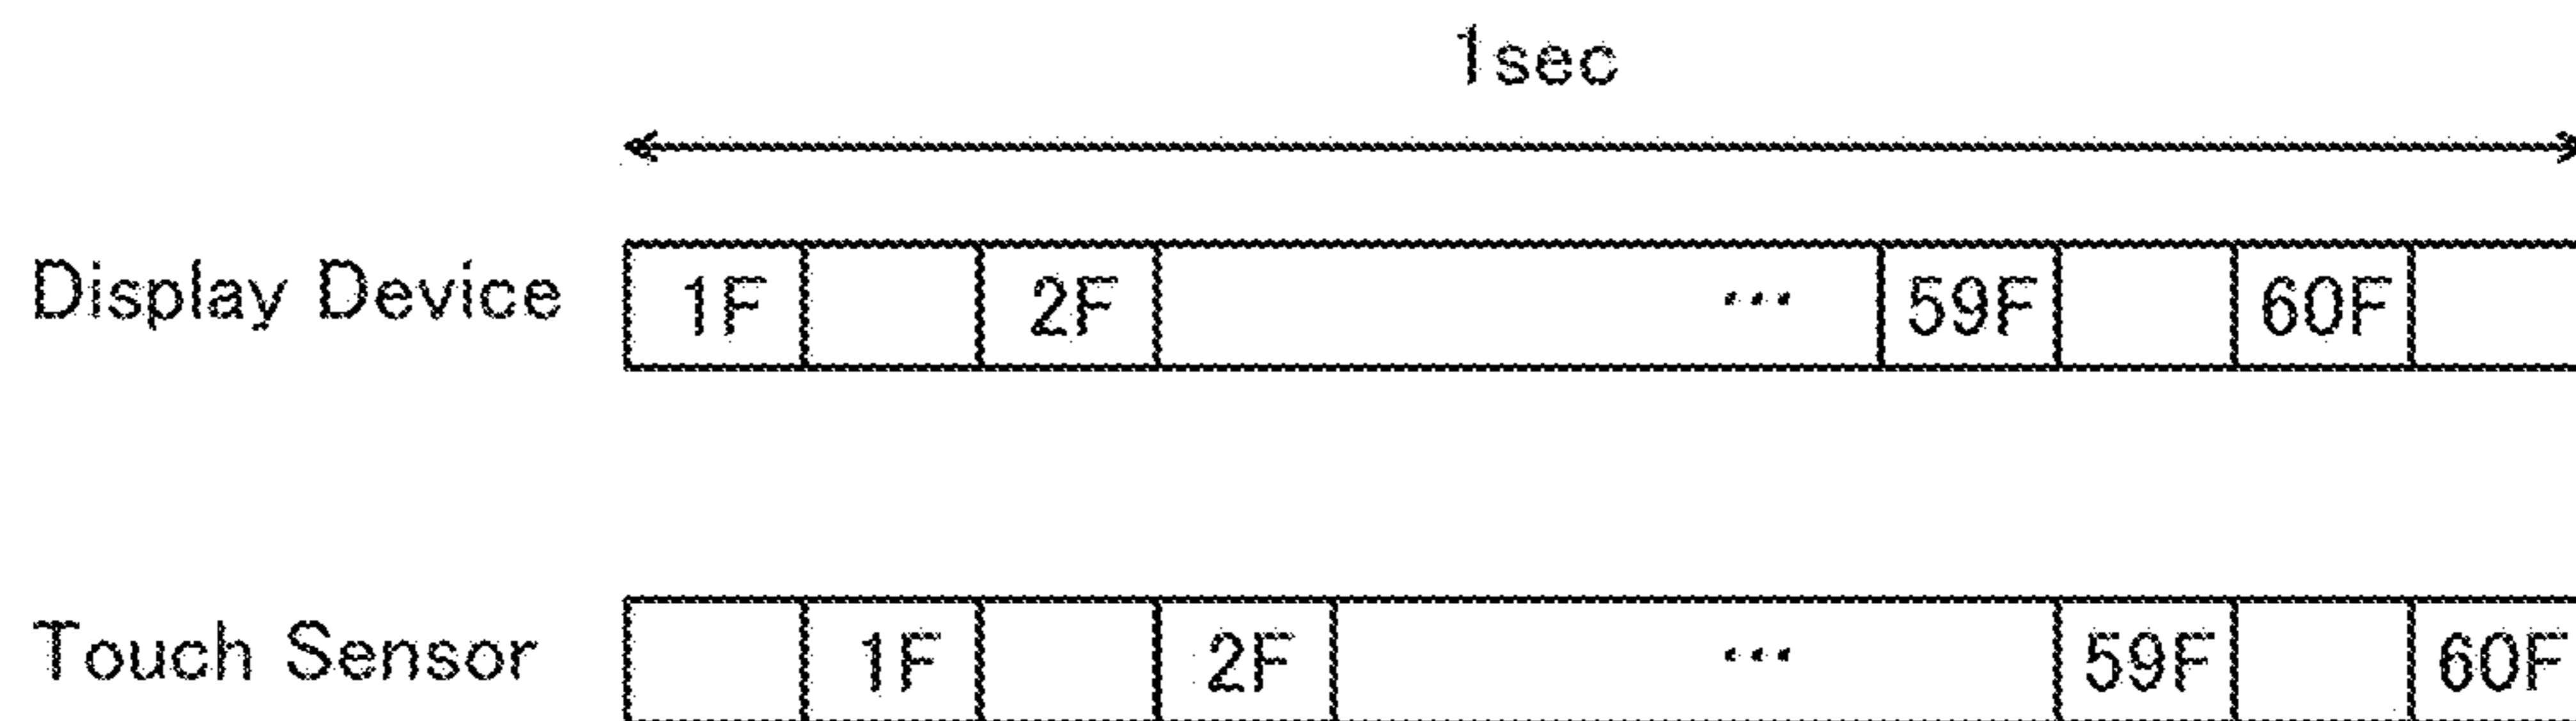 1sec
Display Device 1F 2F ... 59F 60F
Touch Sensor 1F 2F ... 59F 60F